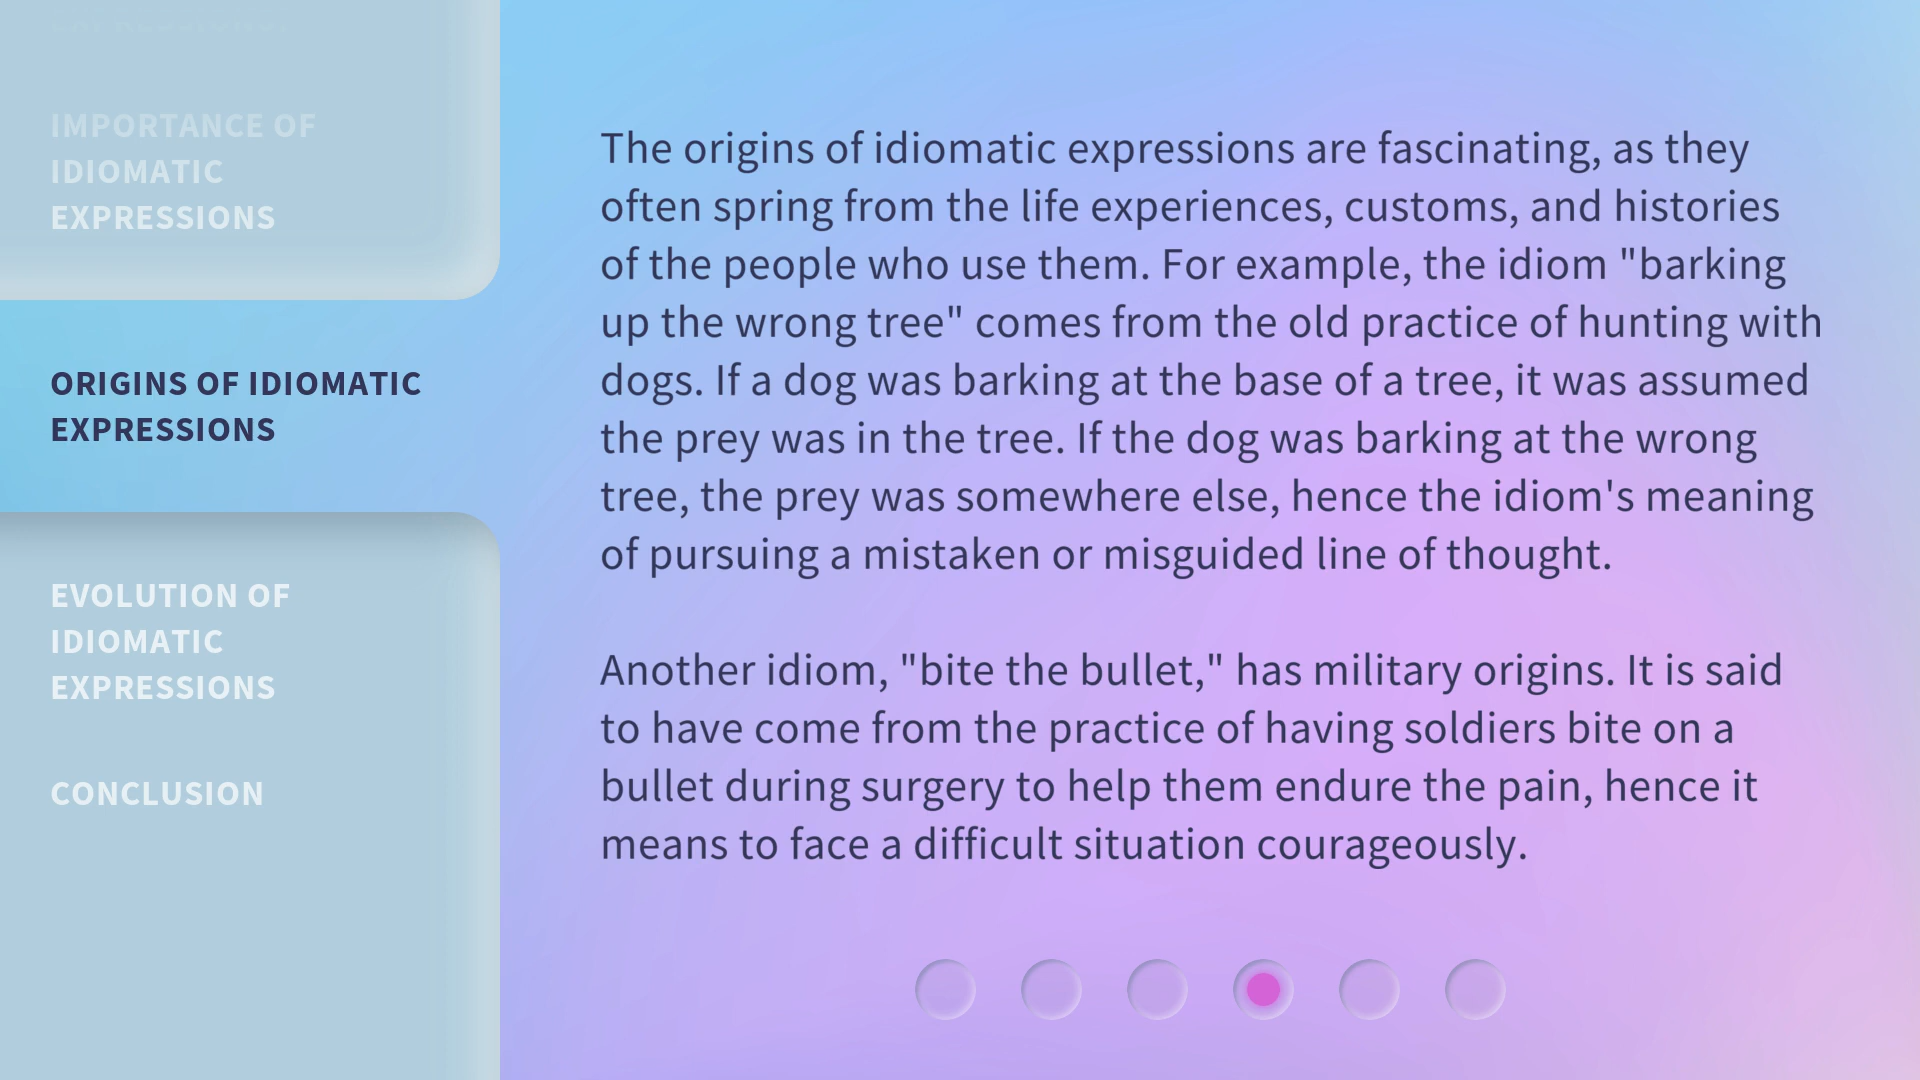 IMPORTANCE OF
IDIOMATIC
EXPRESSIONS
ORIGINS OF IDIOMATIC
EXPRESSIONS
EVOLUTION OF
IDIOMATIC
EXPRESSIONS
CONCLUSION
The origins of idiomatic expressions are fascinating, as they
often spring from the life experiences, customs, and histories
of the people who use them. For example, the idiom "barking
up the wrong tree" comes from the old practice of hunting with
dogs. If a dog was barking at the base of a tree, it was assumed
the prey was in the tree. If the dog was barking at the wrong
tree, the prey was somewhere else, hence the idiom's meaning
of pursuing a mistaken or misguided line of thought.
Another idiom, "bite the bullet," has military origins. It is said
to have come from the practice of having soldiers bite on a
bullet during surgery to help them endure the pain, hence it
means to face a difficult situation courageously.